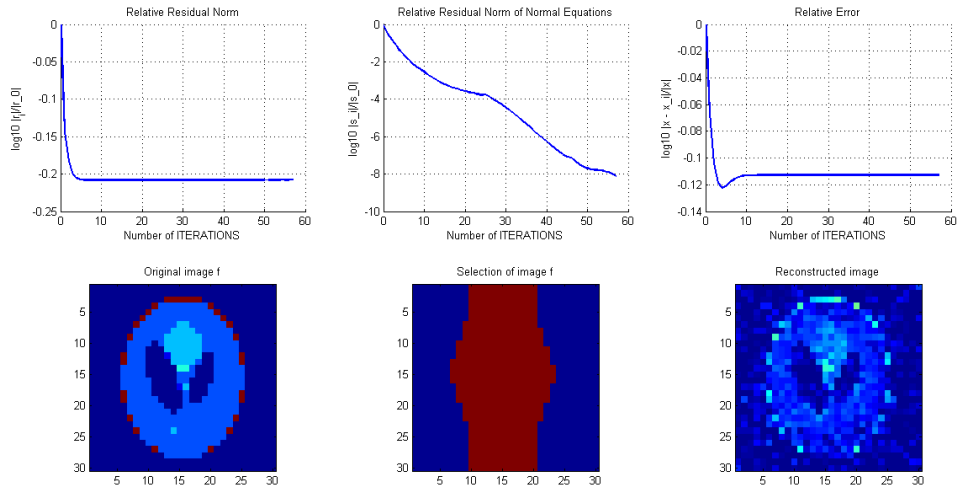 Relative Residual Norm
log10 |r_i|/|r_0|
0
-0.05
-0.1
-0.15
-0.2
-0.25
0 10 20 30 40 50 60
Number of ITERATIONS
Relative Residual Norm of Normal Equations
log10 |s_i|/|s_0|
0
-2
-4
-6
-8
-10
0 10 20 30 40 50 60
Number of ITERATIONS
Relative Error
log10 |x - x_i|/|x|
0
-0.02
-0.04
-0.06
-0.08
-0.1
-0.12
-0.14
0 10 20 30 40 50 60
Number of ITERATIONS
Original image f
5
10
15
20
25
30
5 10 15 20 25 30
Selection of image f
5
10
15
20
25
30
5 10 15 20 25 30
Reconstructed image
5
10
15
20
25
30
5 10 15 20 25 30